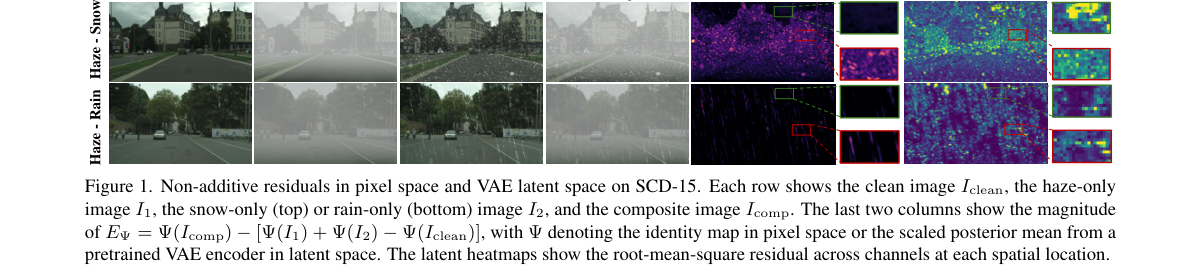 Haze - Snow
Haze - Rain
Figure 1. Non-additive residuals in pixel space and VAE latent space on SCD-15. Each row shows the clean image I_clean, the haze-only
image I_1, the snow-only (top) or rain-only (bottom) image I_2, and the composite image I_comp. The last two columns show the magnitude
of E_Ψ = Ψ(I_comp) − [Ψ(I_1) + Ψ(I_2) − Ψ(I_clean)], with Ψ denoting the identity map in pixel space or the scaled posterior mean from a
pretrained VAE encoder in latent space. The latent heatmaps show the root-mean-square residual across channels at each spatial location.